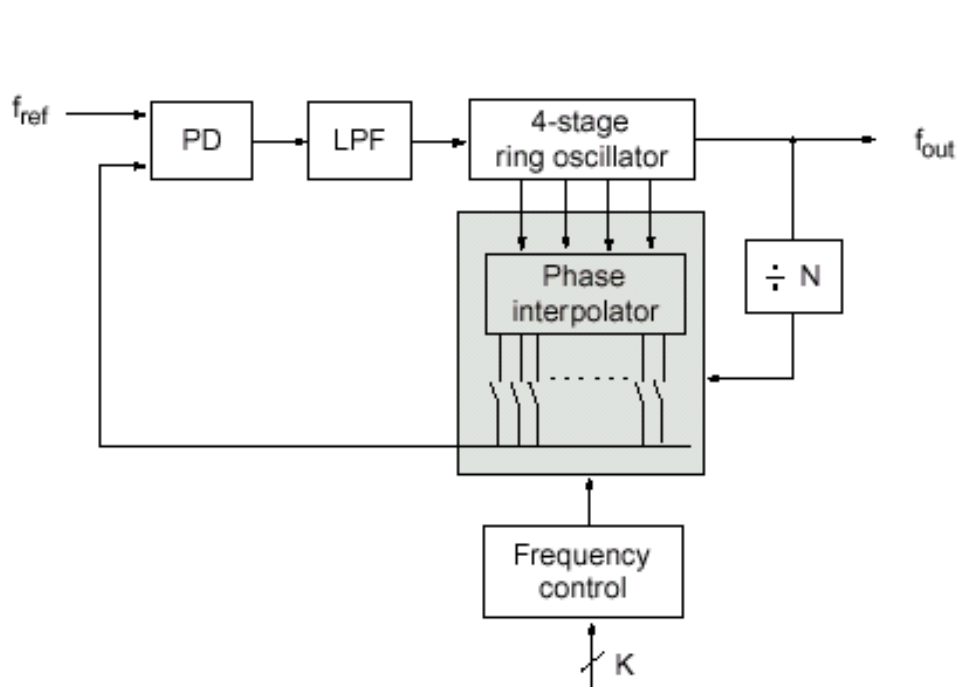 f_ref
PD
LPF
4-stage
ring oscillator
f_out
Phase
interpolator
÷ N
Frequency
control
K